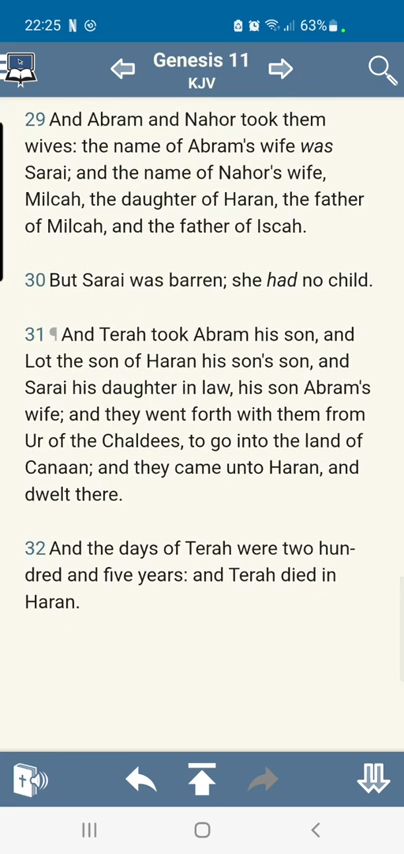 22:25 N 63%
Genesis 11
KJV
29 And Abram and Nahor took them
wives: the name of Abram's wife was
Sarai; and the name of Nahor's wife,
Milcah, the daughter of Haran, the father
of Milcah, and the father of Iscah.
30 But Sarai was barren; she had no child.
31 ¶ And Terah took Abram his son, and
Lot the son of Haran his son's son, and
Sarai his daughter in law, his son Abram's
wife; and they went forth with them from
Ur of the Chaldees, to go into the land of
Canaan; and they came unto Haran, and
dwelt there.
32 And the days of Terah were two hun-
dred and five years: and Terah died in
Haran.